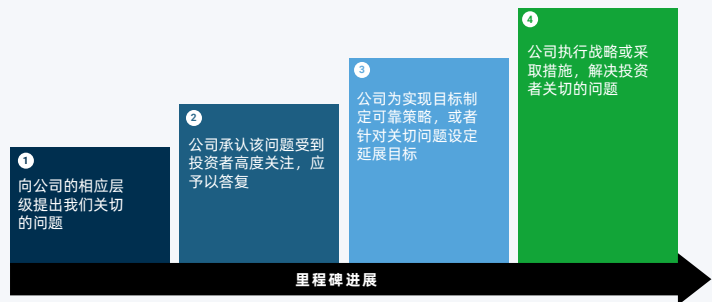 1
向公司的相应层
级提出我们关切
的问题
2
公司承认该问题受到
投资者高度关注，应
予以答复
3
公司为实现目标制
定可靠策略，或者
针对关切问题设定
延展目标
4
公司执行战略或采
取措施，解决投资
者关切的问题
里程碑进展